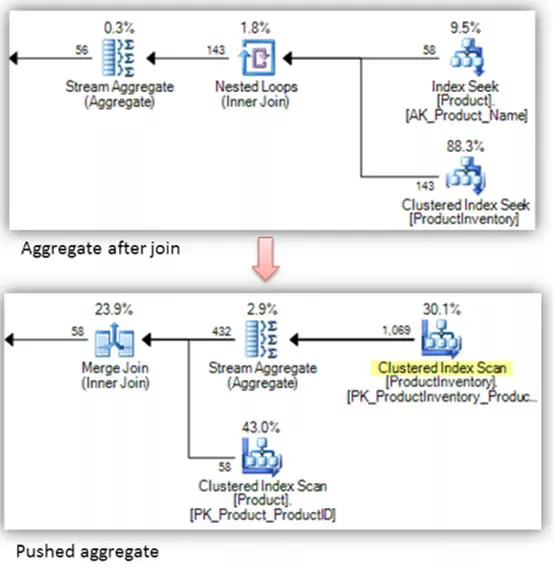 0.3%
1.8%
9.5%
56
143
58
Stream Aggregate
(Aggregate)
Nested Loops
(Inner Join)
Index Seek
[Product].
[AK_Product_Name]
88.3%
143
Clustered Index Seek
[ProductInventory]
Aggregate after join
23.9%
2.9%
30.1%
58
432
1,069
Merge Join
(Inner Join)
Stream Aggregate
(Aggregate)
Clustered Index Scan
[ProductInventory].
[PK_ProductInventory_Produc...
43.0%
58
Clustered Index Scan
[Product].
[PK_Product_ProductID]
Pushed aggregate